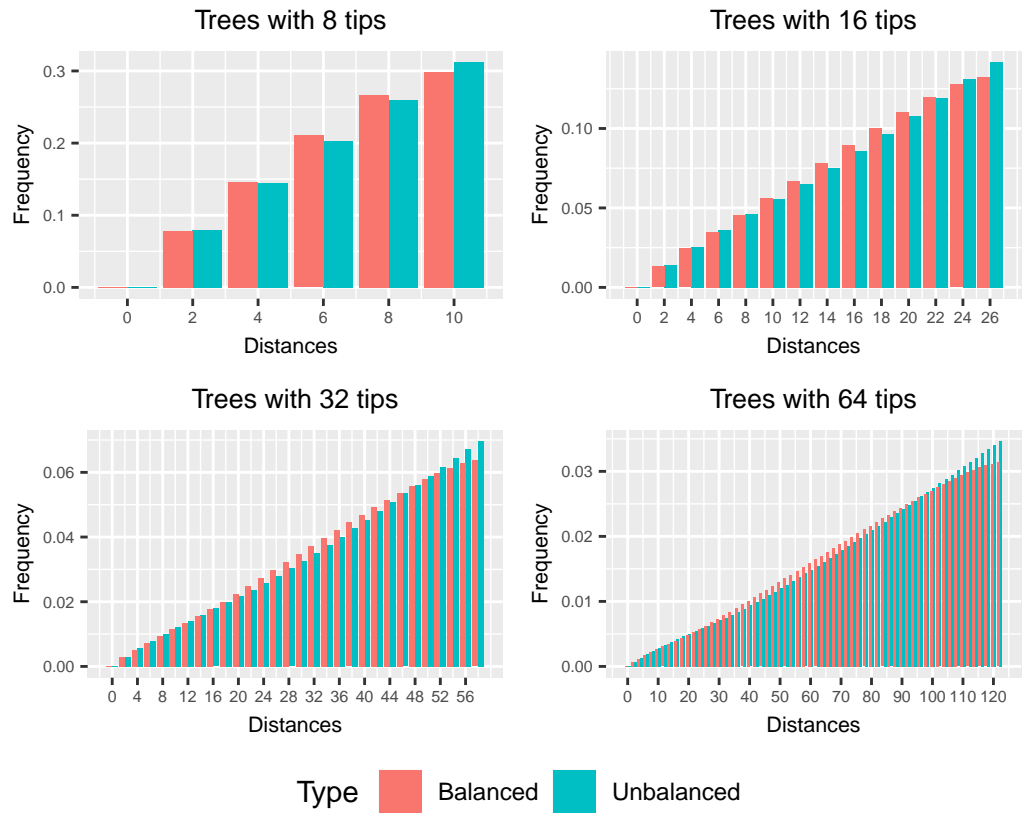 Trees with 8 tips
Frequency
0.3
0.2
0.1
0.0
0 2 4 6 8 10
Distances
Trees with 16 tips
Frequency
0.10
0.05
0.00
0 2 4 6 8 10 12 14 16 18 20 22 24 26
Distances
Trees with 32 tips
Frequency
0.06
0.04
0.02
0.00
0 4 8 12 16 20 24 28 32 36 40 44 48 52 56
Distances
Trees with 64 tips
Frequency
0.03
0.02
0.01
0.00
0 10 20 30 40 50 60 70 80 90 100 110 120
Distances
Type Balanced Unbalanced